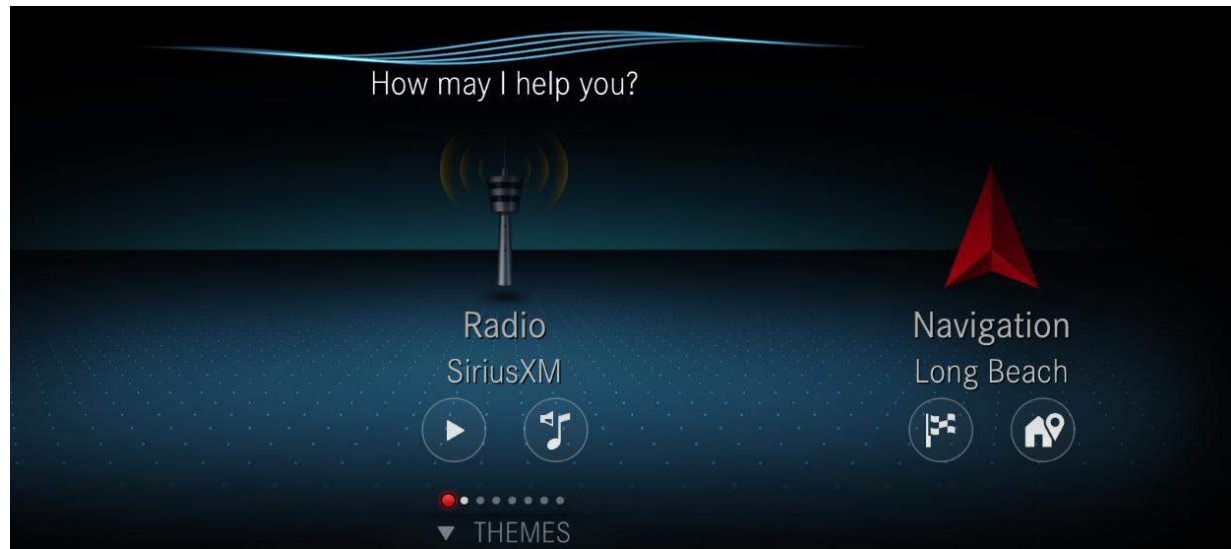 How may I help you?
Radio
SiriusXM
Navigation
Long Beach
THEMES